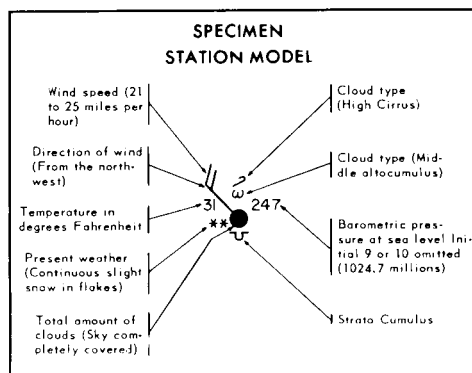 SPECIMEN
STATION MODEL
Wind speed (21
to 25 miles per
hour)
Direction of wind
(From the north-
west)
Temperature in
degrees Fahrenheit
Present weather
(Continuous slight
snow in flakes)
Total amount of
clouds (Sky com-
pletely covered)
31
247
**
Cloud type
(High Cirrus)
Cloud type (Mid-
dle altocumulus)
Barometric pres-
sure at sea level Ini-
tial 9 or 10 omitted
(1024.7 millions)
Strato Cumulus